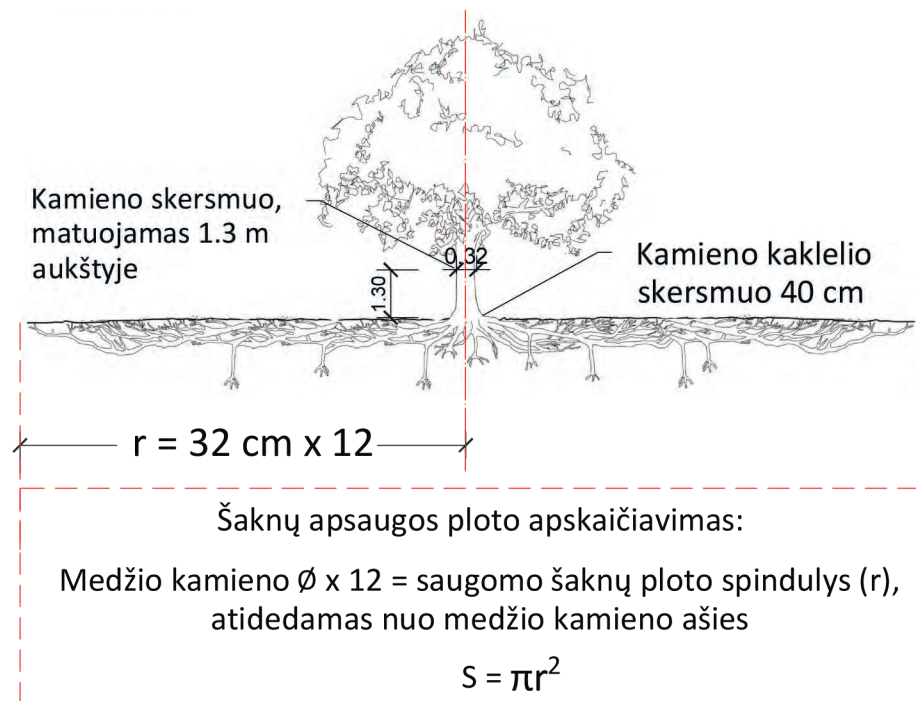 Kamieno skersmuo,
matuojamas 1.3 m
aukštyje
0,32
1.30
Kamieno kaklelio
skersmuo 40 cm
r = 32 cm x 12
Šaknų apsaugos ploto apskaičiavimas:
Medžio kamieno Ø x 12 = saugomo šaknų ploto spindulys (r),
atidedamas nuo medžio kamieno ašies
S = πr²